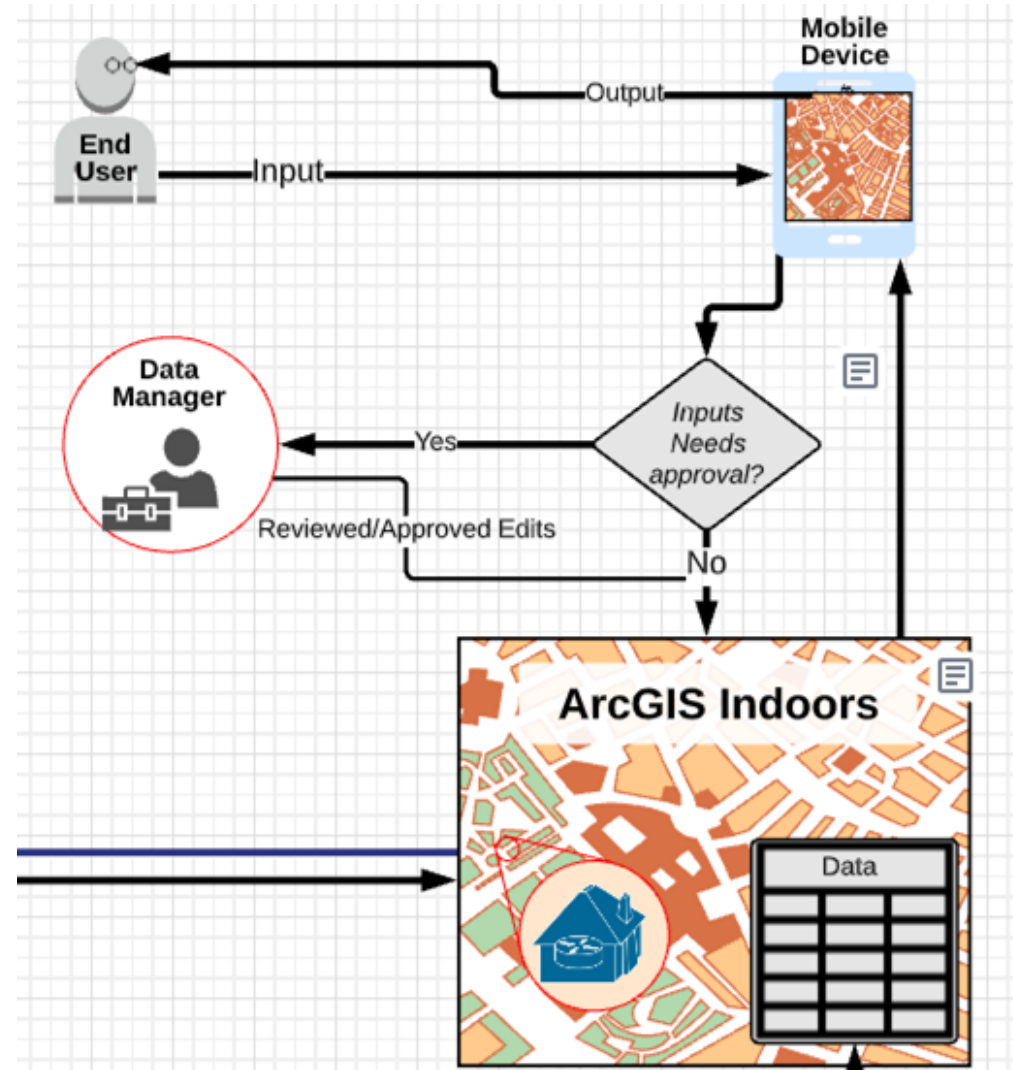 Mobile
Device
Output
End
User
Input
Data
Manager
Inputs
Needs
approval?
Yes
Reviewed/Approved Edits
No
ArcGIS Indoors
Data